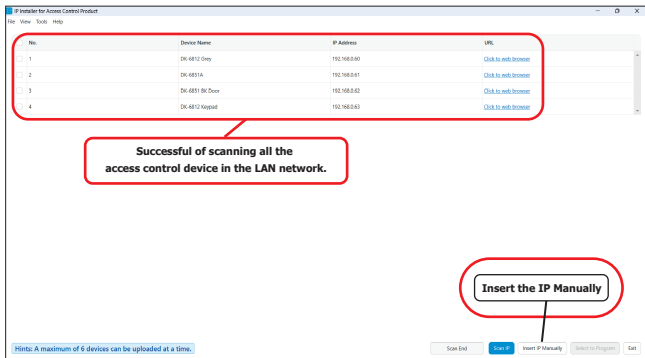 IP Installer for Access Control Product
File View Tools Help
No. Device Name IP Address URL
1 DK-6812 Grey 192.168.0.60 Click to web browser
2 DK-6851A 192.168.0.61 Click to web browser
3 DK-6851 BK Door 192.168.0.62 Click to web browser
4 DK-6812 Keypad 192.168.0.63 Click to web browser
Successful of scanning all the
access control device in the LAN network.
Insert the IP Manually
Hints: A maximum of 6 devices can be uploaded at a time.
Scan End Scan IP Insert IP Manually Select to Program Exit